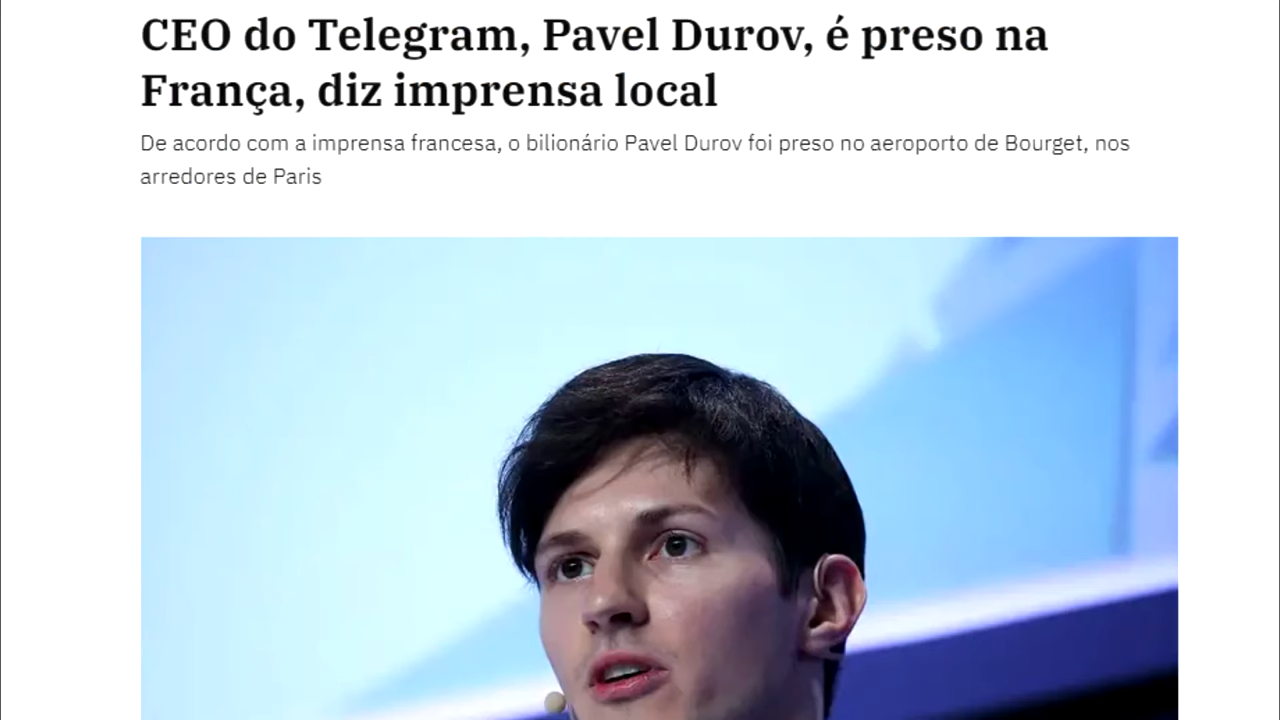 CEO do Telegram, Pavel Durov, é preso na
França, diz imprensa local
De acordo com a imprensa francesa, o bilionário Pavel Durov foi preso no aeroporto de Bourget, nos
arredores de Paris